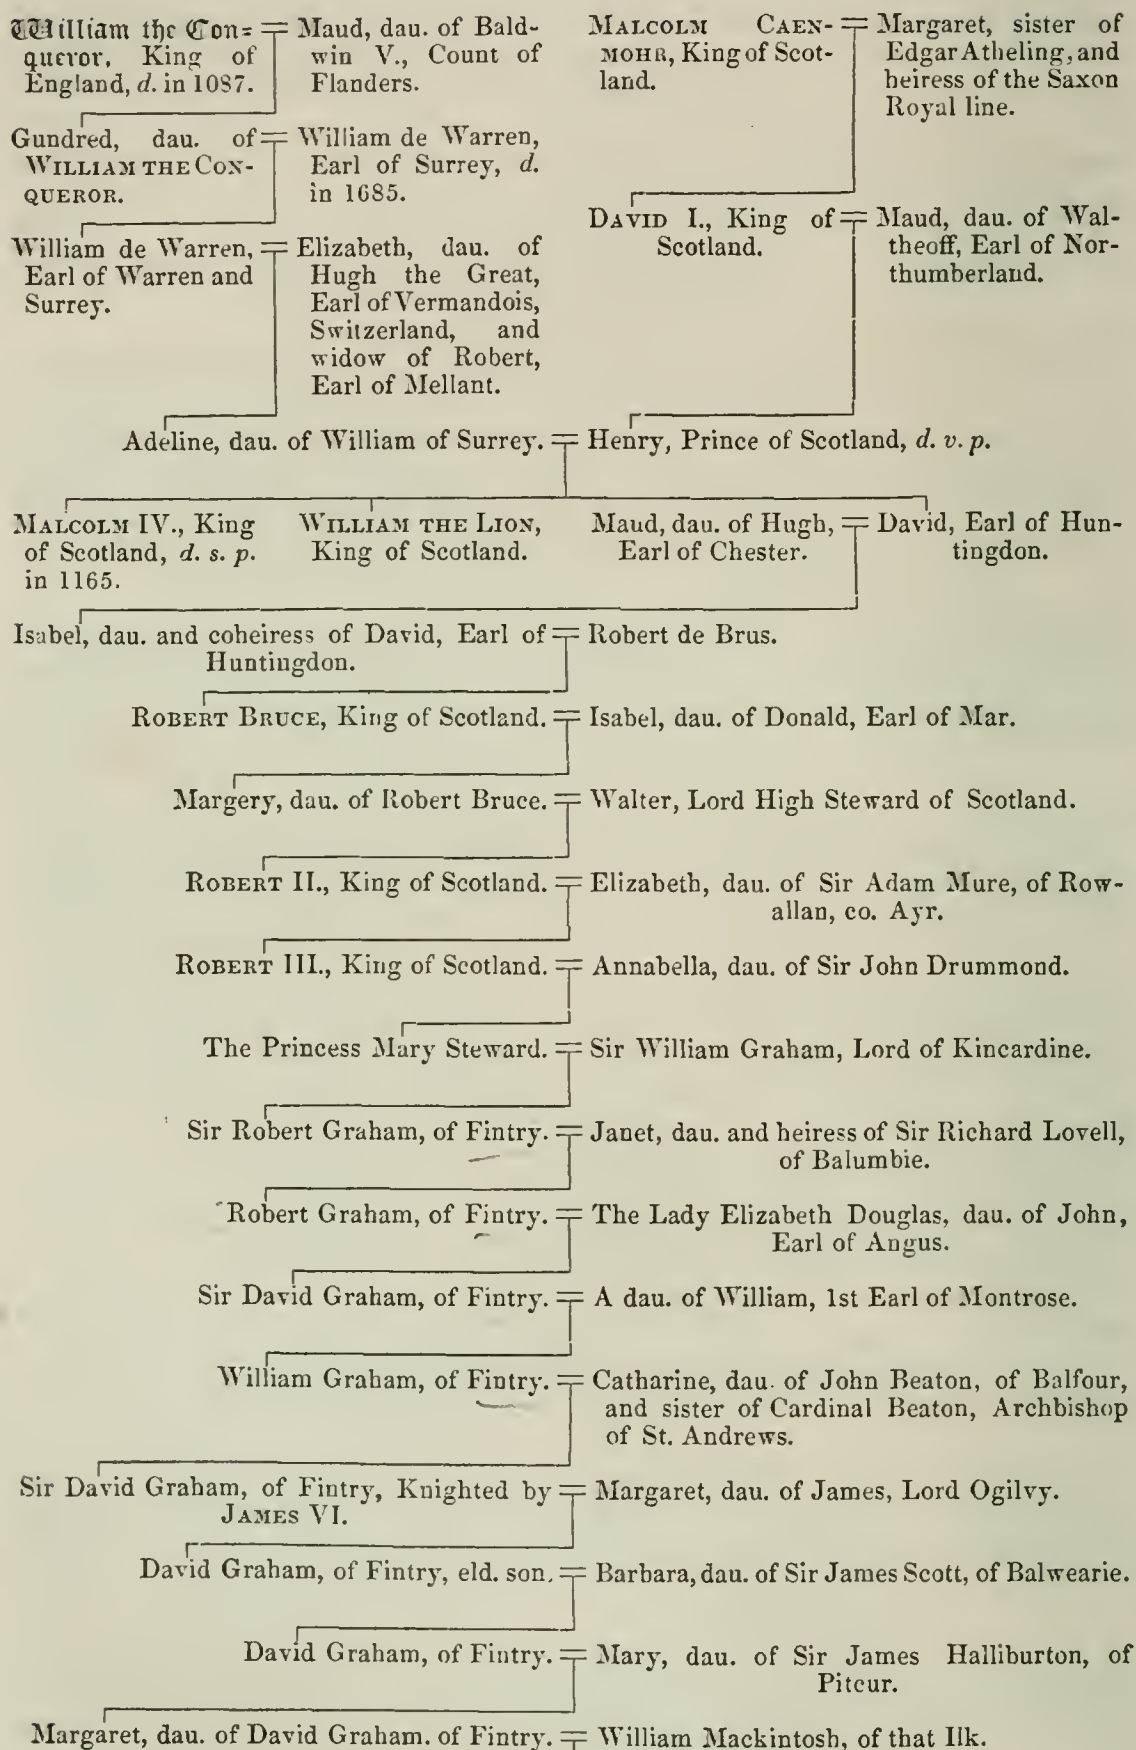 William the Con-
queror, King of
England, d. in 1087.
Maud, dau. of Bald-
win V., Count of
Flanders.
MALCOLM CAEN-
MOHR, King of Scot-
land.
Margaret, sister of
Edgar Atheling, and
heiress of the Saxon
Royal line.
Gundred, dau. of
WILLIAM THE CON-
QUEROR.
William de Warren,
Earl of Surrey, d.
in 1685.
DAVID I., King of
Scotland.
Maud, dau. of Wal-
theoff, Earl of Nor-
thumberland.
William de Warren,
Earl of Warren and
Surrey.
Elizabeth, dau. of
Hugh the Great,
Earl of Vermandois,
Switzerland, and
widow of Robert,
Earl of Mellant.
Adeline, dau. of William of Surrey. = Henry, Prince of Scotland, d. v. p.
MALCOLM IV., King
of Scotland, d. s. p.
in 1165.
WILLIAM THE LION,
King of Scotland.
Maud, dau. of Hugh,
Earl of Chester.
David, Earl of Hun-
tingdon.
Isabel, dau. and coheiress of David, Earl of = Robert de Brus.
Huntingdon.
ROBERT BRUCE, King of Scotland. = Isabel, dau. of Donald, Earl of Mar.
Margery, dau. of Robert Bruce. = Walter, Lord High Steward of Scotland.
ROBERT II., King of Scotland. = Elizabeth, dau. of Sir Adam Mure, of Row-
allan, co. Ayr.
ROBERT III., King of Scotland. = Annabella, dau. of Sir John Drummond.
The Princess Mary Steward. = Sir William Graham, Lord of Kincardine.
Sir Robert Graham, of Fintry. = Janet, dau. and heiress of Sir Richard Lovell,
of Balumbie.
Robert Graham, of Fintry. = The Lady Elizabeth Douglas, dau. of John,
Earl of Angus.
Sir David Graham, of Fintry. = A dau. of William, 1st Earl of Montrose.
William Graham, of Fintry. = Catharine, dau. of John Beaton, of Balfour,
and sister of Cardinal Beaton, Archbishop
of St. Andrews.
Sir David Graham, of Fintry, Knighted by = Margaret, dau. of James, Lord Ogilvy.
JAMES VI.
David Graham, of Fintry, eld. son. = Barbara, dau. of Sir James Scott, of Balwearie.
David Graham, of Fintry. = Mary, dau. of Sir James Halliburton, of
Pitcur.
Margaret, dau. of David Graham. of Fintry. = William Mackintosh, of that Ilk.